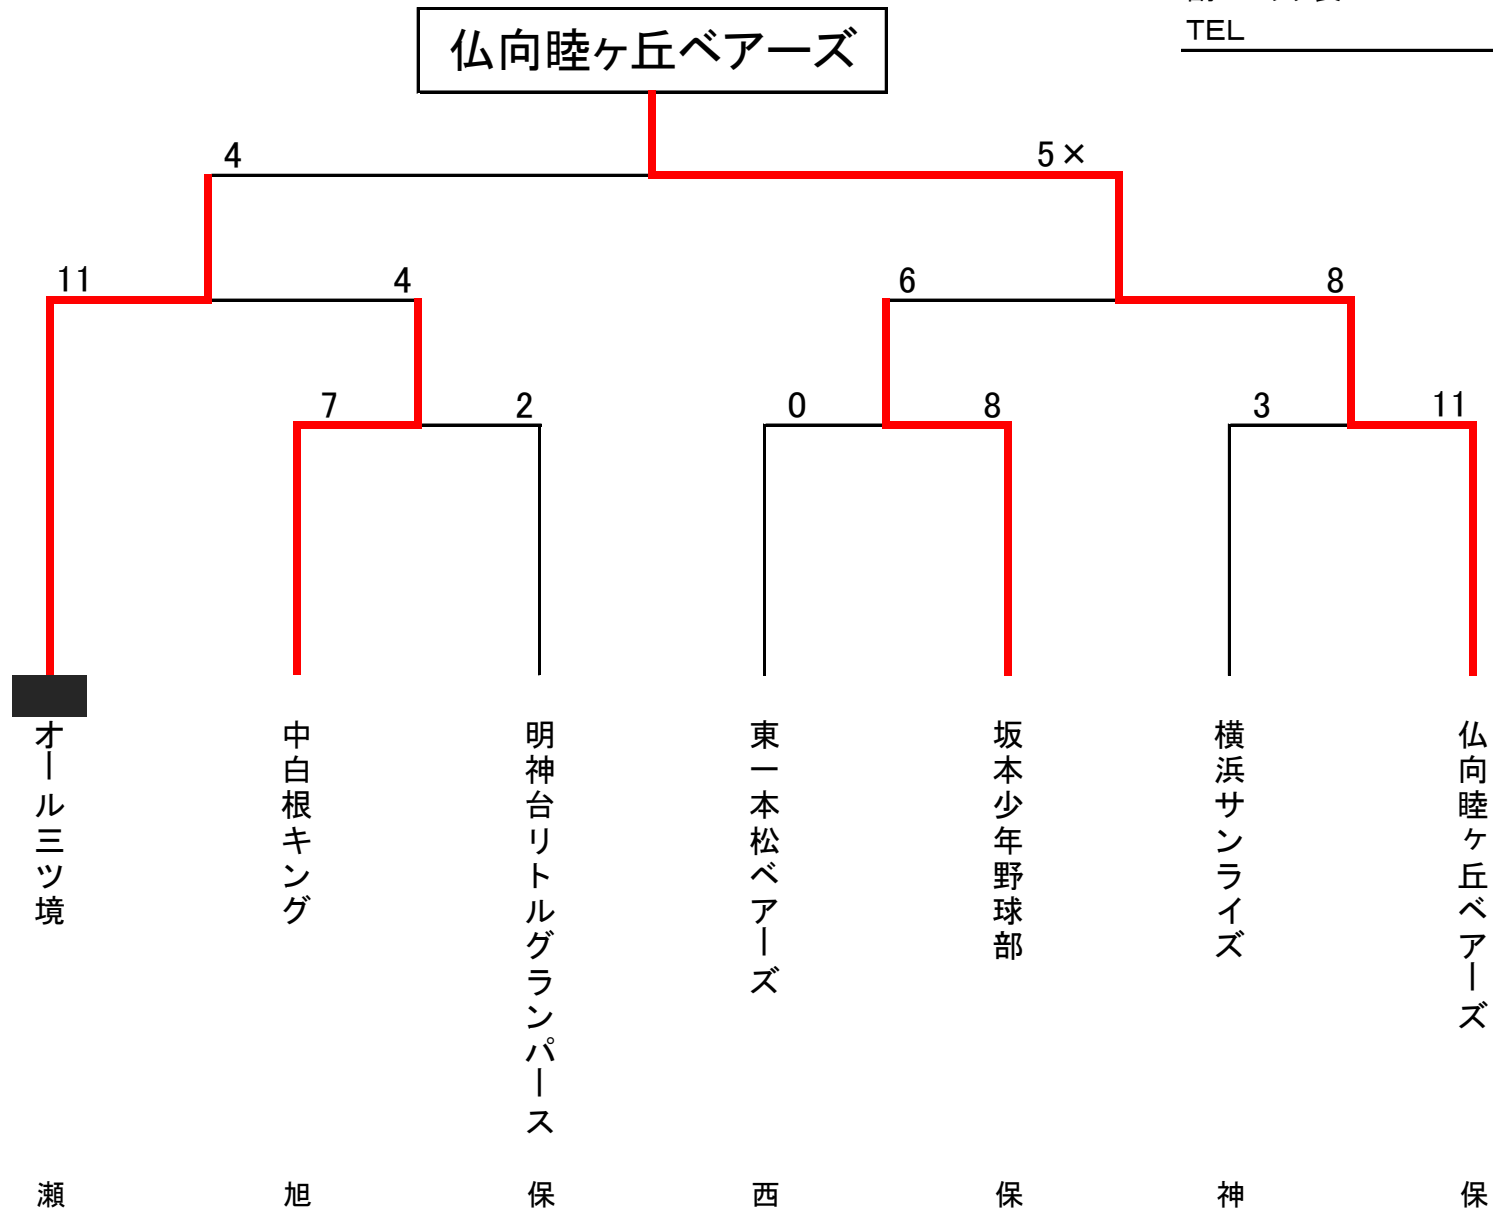 TEL
仏向睦ヶ丘ベアーズ
4
5×
11
4
6
8
7
2
0
8
3
11
オール三ツ境
中白根キング
明神台リトルグランパース
東一本松ベアーズ
坂本少年野球部
横浜サンライズ
仏向睦ヶ丘ベアーズ
瀬
旭
保
西
保
神
保